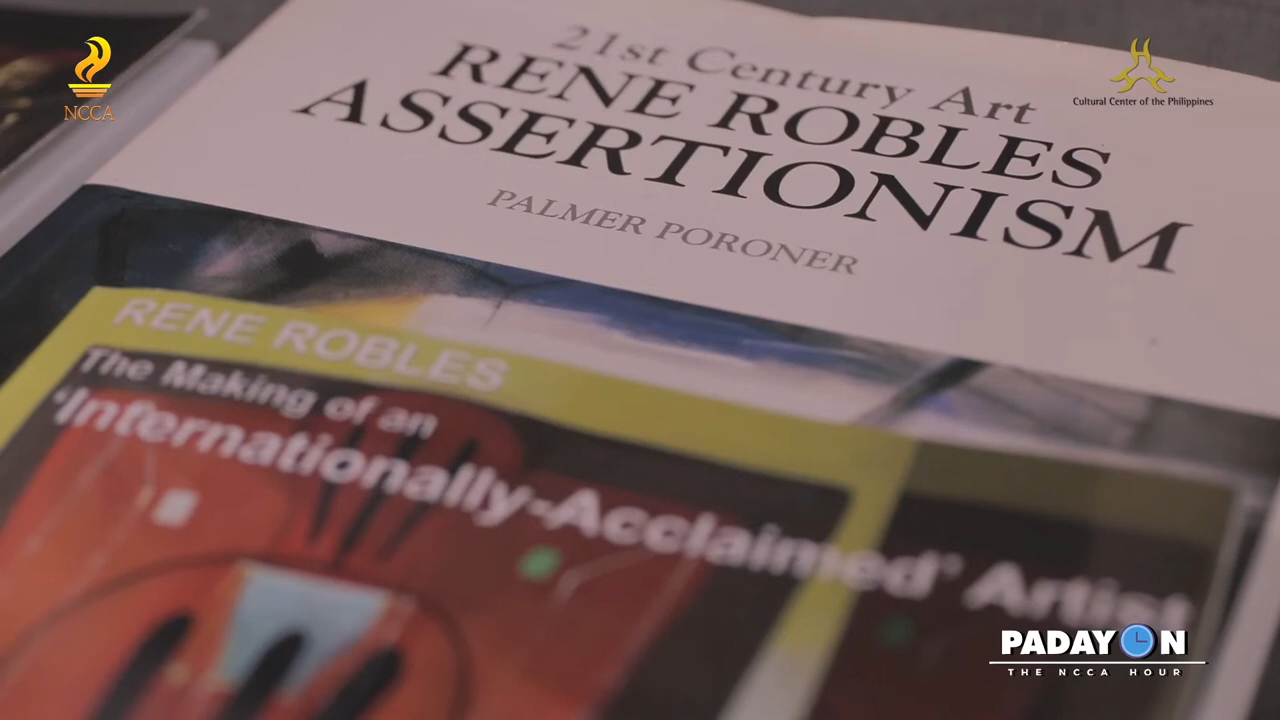 NCCA
Cultural Center of the Philippines
21st Century Art
RENE ROBLES
ASSERTIONISM
PALMER PORONER
RENE ROBLES
The Making of an
'Internationally-Acclaimed' Artist
PADAYON
THE NCCA HOUR